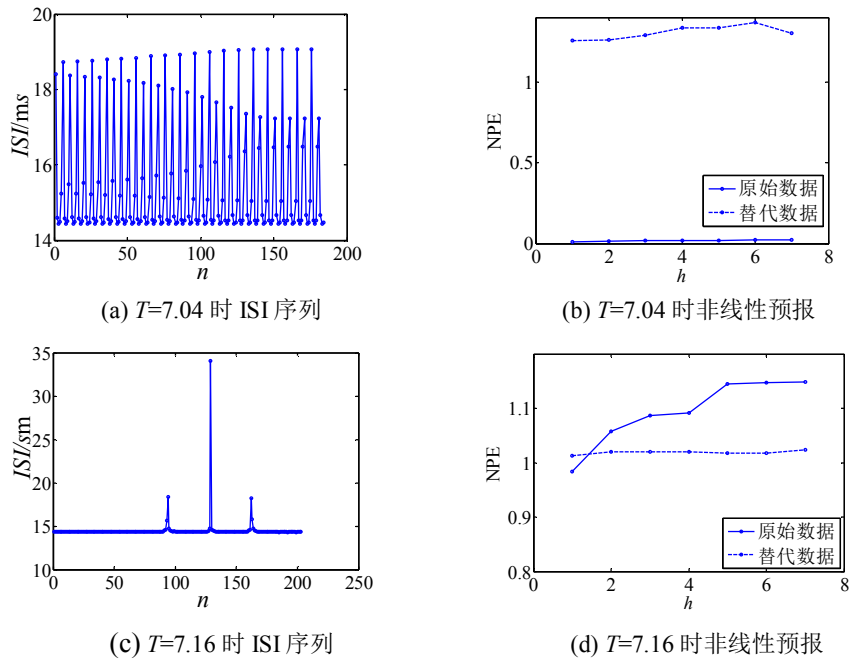 20
18
16
14
0
50
100
150
200
ISI/ms
n
(a) T=7.04 时 ISI 序列
1
0.5
0
0
2
4
6
8
NPE
h
原始数据
替代数据
(b) T=7.04 时非线性预报
35
30
25
20
15
10
0
50
100
150
200
250
ISI/sm
n
(c) T=7.16 时 ISI 序列
1.1
1
0.9
0.8
0
2
4
6
8
NPE
h
原始数据
替代数据
(d) T=7.16 时非线性预报